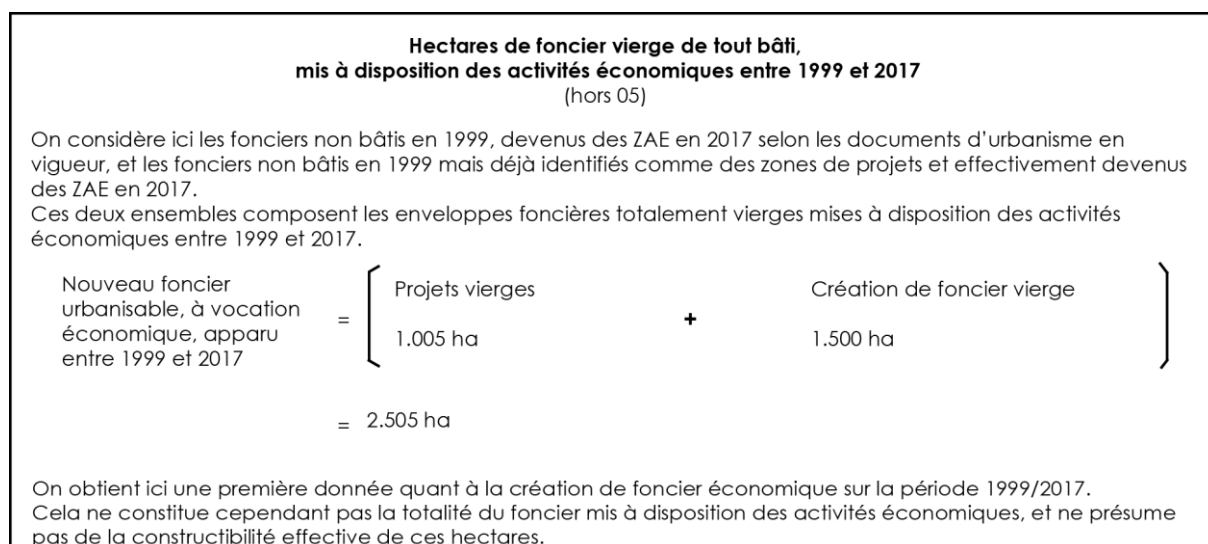 Hectares de foncier vierge de tout bâti,
mis à disposition des activités économiques entre 1999 et 2017
(hors 05)
On considère ici les fonciers non bâtis en 1999, devenus des ZAE en 2017 selon les documents d'urbanisme en
vigueur, et les fonciers non bâtis en 1999 mais déjà identifiés comme des zones de projets et effectivement devenus
des ZAE en 2017.
Ces deux ensembles composent les enveloppes foncières totalement vierges mises à disposition des activités
économiques entre 1999 et 2017.
Nouveau foncier
urbanisable, à vocation
économique, apparu
entre 1999 et 2017
=
Projets vierges
1.005 ha
+
Création de foncier vierge
1.500 ha
= 2.505 ha
On obtient ici une première donnée quant à la création de foncier économique sur la période 1999/2017.
Cela ne constitue cependant pas la totalité du foncier mis à disposition des activités économiques, et ne présume
pas de la constructibilité effective de ces hectares.